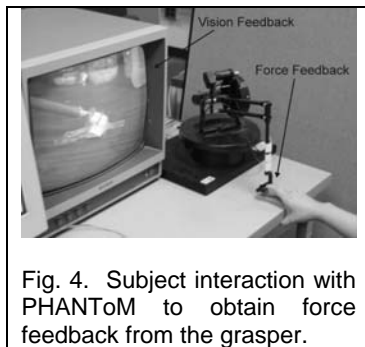 Vision Feedback
Force Feedback
Fig. 4. Subject interaction with
PHANToM to obtain force
feedback from the grasper.